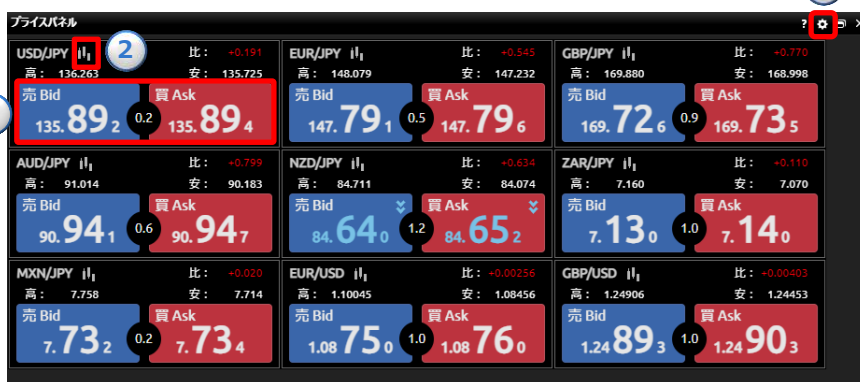 プライスパネル ?
USD/JPY 2 比: +0.191 EUR/JPY 比: +0.545 GBP/JPY 比: +0.770
高: 136.263 安: 135.725 高: 148.079 安: 147.232 高: 169.880 安: 168.998
売 Bid 買 Ask 売 Bid 買 Ask 売 Bid 買 Ask
135.892 0.2 135.894 147.791 0.5 147.796 169.726 0.9 169.735
AUD/JPY 比: +0.799 NZD/JPY 比: +0.634 ZAR/JPY 比: +0.110
高: 91.014 安: 90.183 高: 84.711 安: 84.074 高: 7.160 安: 7.070
売 Bid 買 Ask 売 Bid 買 Ask 売 Bid 買 Ask
90.941 0.6 90.947 84.640 1.2 84.652 7.130 1.0 7.140
MXN/JPY 比: +0.020 EUR/USD 比: +0.00256 GBP/USD 比: +0.00403
高: 7.758 安: 7.714 高: 1.10045 安: 1.08456 高: 1.24906 安: 1.24453
売 Bid 買 Ask 売 Bid 買 Ask 売 Bid 買 Ask
7.732 0.2 7.734 1.08750 1.0 1.08760 1.24893 1.0 1.24903